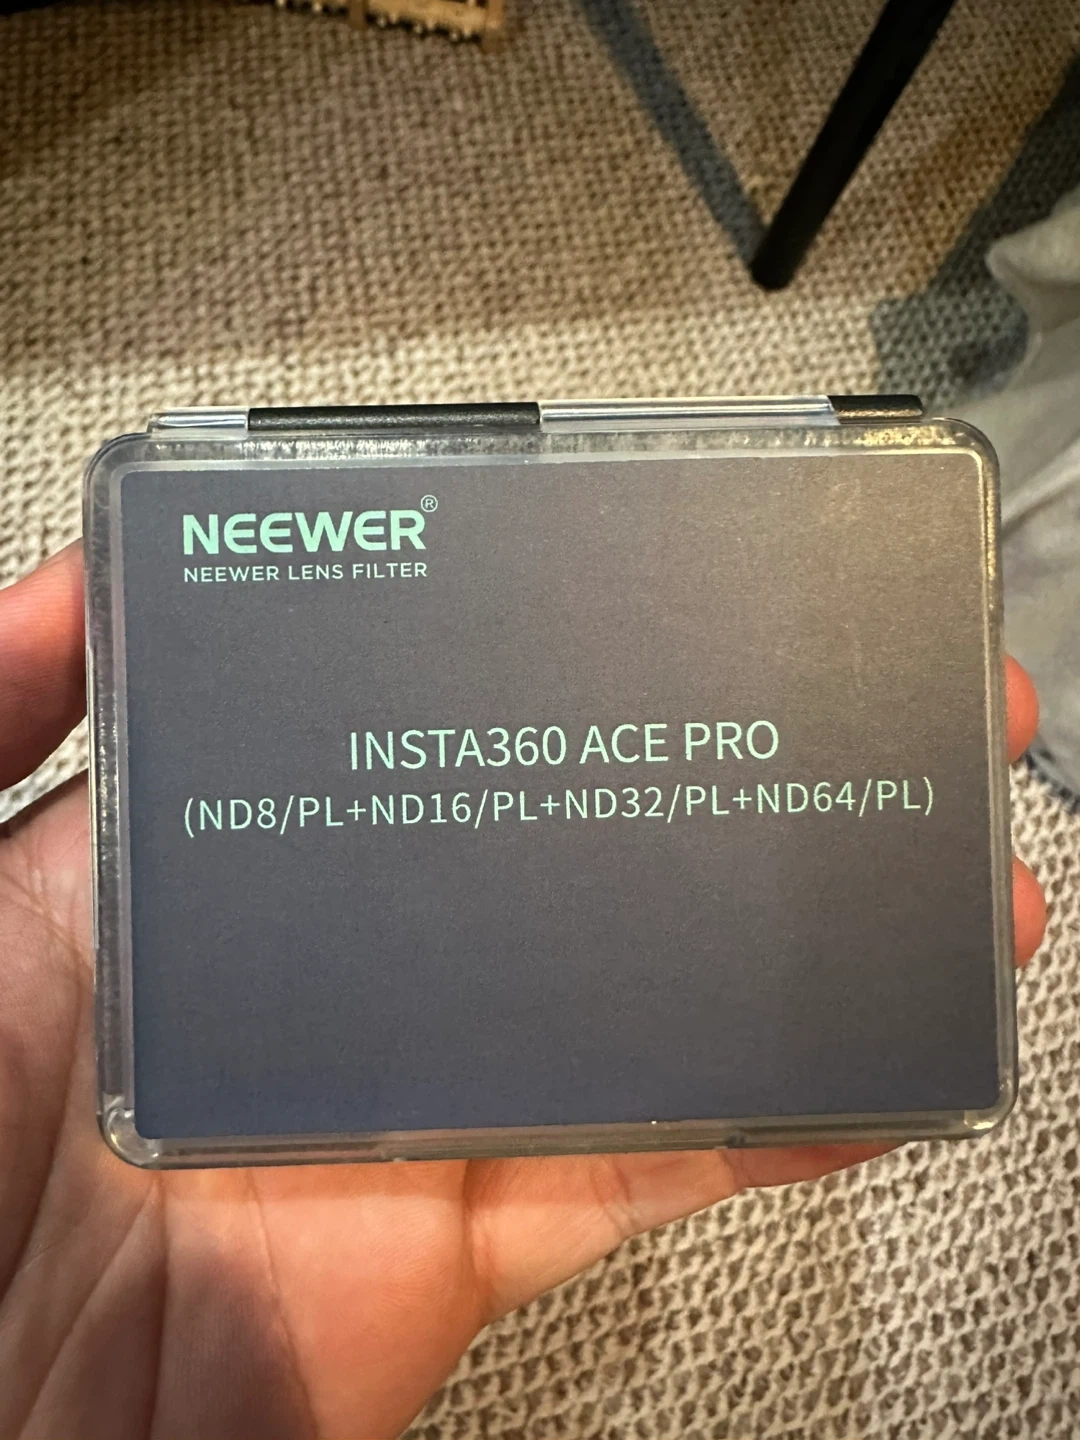 NEEWER®
NEEWER LENS FILTER
INSTA360 ACE PRO
(ND8/PL+ND16/PL+ND32/PL+ND64/PL)